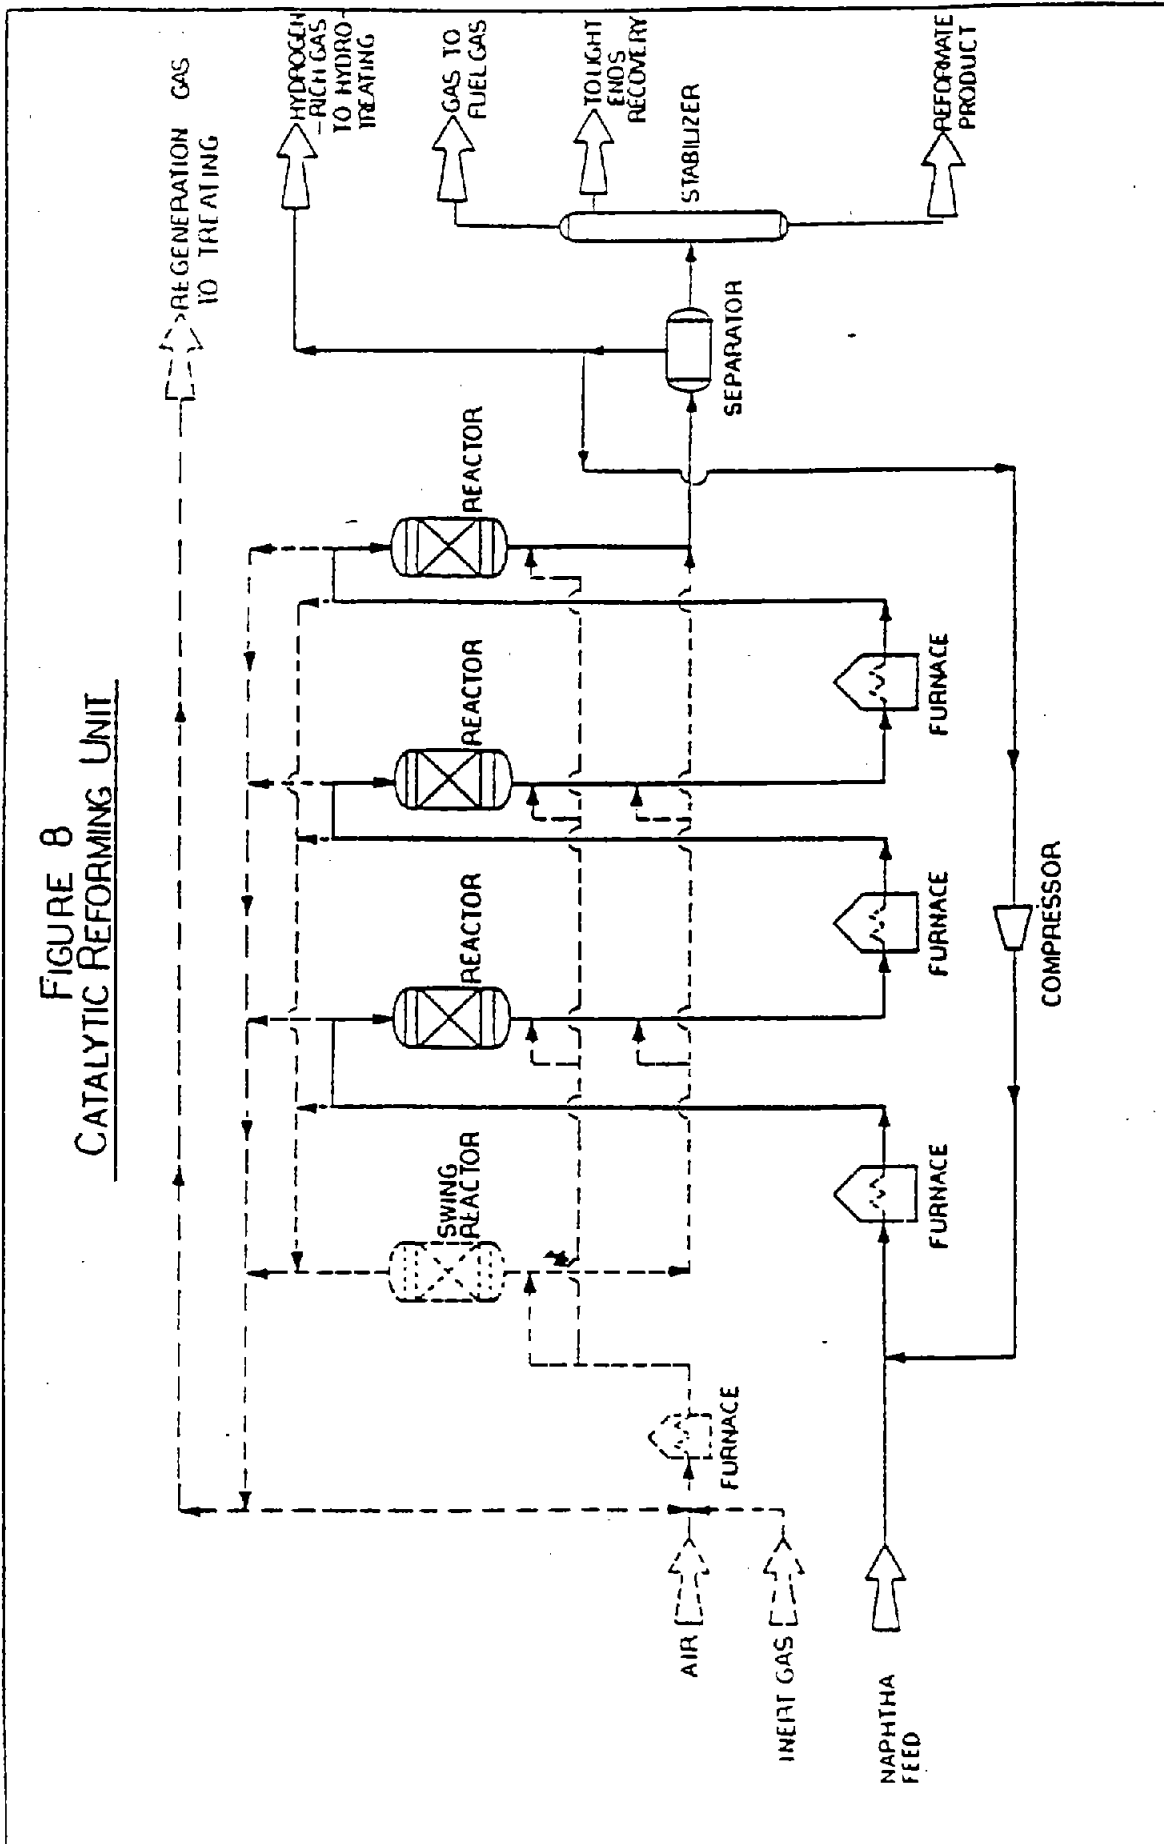 FIGURE 8
CATALYTIC REFORMING UNIT
REGENERATION GAS
TO TREATING
HYDROGEN
-RICH GAS
TO HYDRO-
TREATING
GAS TO
FUEL GAS
TO LIGHT
ENDS
RECOVERY
REFORMATE
PRODUCT
STABILIZER
SEPARATOR
REACTOR
REACTOR
REACTOR
SWING
REACTOR
FURNACE
FURNACE
FURNACE
FURNACE
COMPRESSOR
AIR
INERT GAS
NAPHTHA
FEED